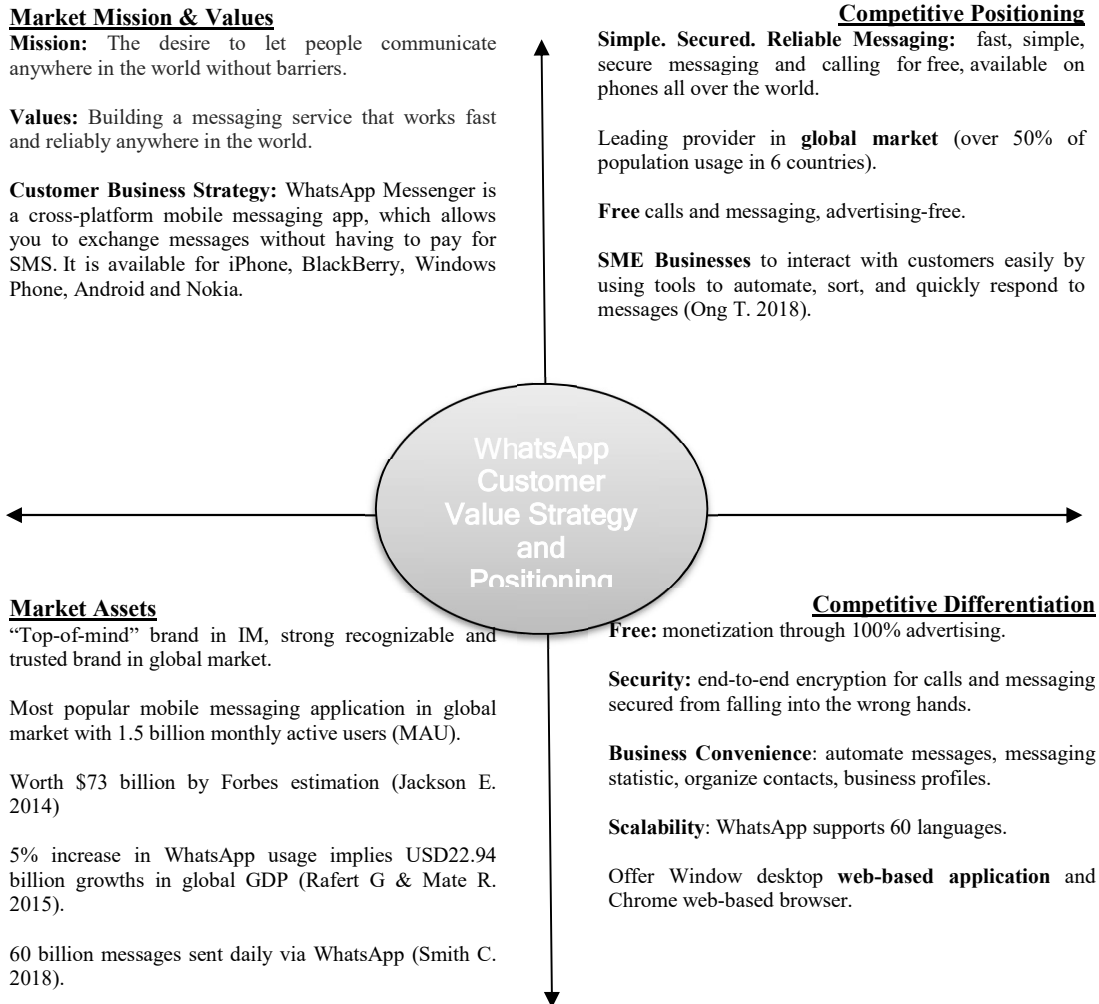 Market Mission & Values
Mission: The desire to let people communicate
anywhere in the world without barriers.
Values: Building a messaging service that works fast
and reliably anywhere in the world.
Customer Business Strategy: WhatsApp Messenger is
a cross-platform mobile messaging app, which allows
you to exchange messages without having to pay for
SMS. It is available for iPhone, BlackBerry, Windows
Phone, Android and Nokia.
Competitive Positioning
Simple. Secured. Reliable Messaging: fast, simple,
secure messaging and calling for free, available on
phones all over the world.
Leading provider in global market (over 50% of
population usage in 6 countries).
Free calls and messaging, advertising-free.
SME Businesses to interact with customers easily by
using tools to automate, sort, and quickly respond to
messages (Ong T. 2018).
WhatsApp
Customer
Value Strategy
and
Positioning
Market Assets
“Top-of-mind” brand in IM, strong recognizable and
trusted brand in global market.
Most popular mobile messaging application in global
market with 1.5 billion monthly active users (MAU).
Worth $73 billion by Forbes estimation (Jackson E.
2014)
5% increase in WhatsApp usage implies USD22.94
billion growths in global GDP (Rafert G & Mate R.
2015).
60 billion messages sent daily via WhatsApp (Smith C.
2018).
Competitive Differentiation
Free: monetization through 100% advertising.
Security: end-to-end encryption for calls and messaging
secured from falling into the wrong hands.
Business Convenience: automate messages, messaging
statistic, organize contacts, business profiles.
Scalability: WhatsApp supports 60 languages.
Offer Window desktop web-based application and
Chrome web-based browser.